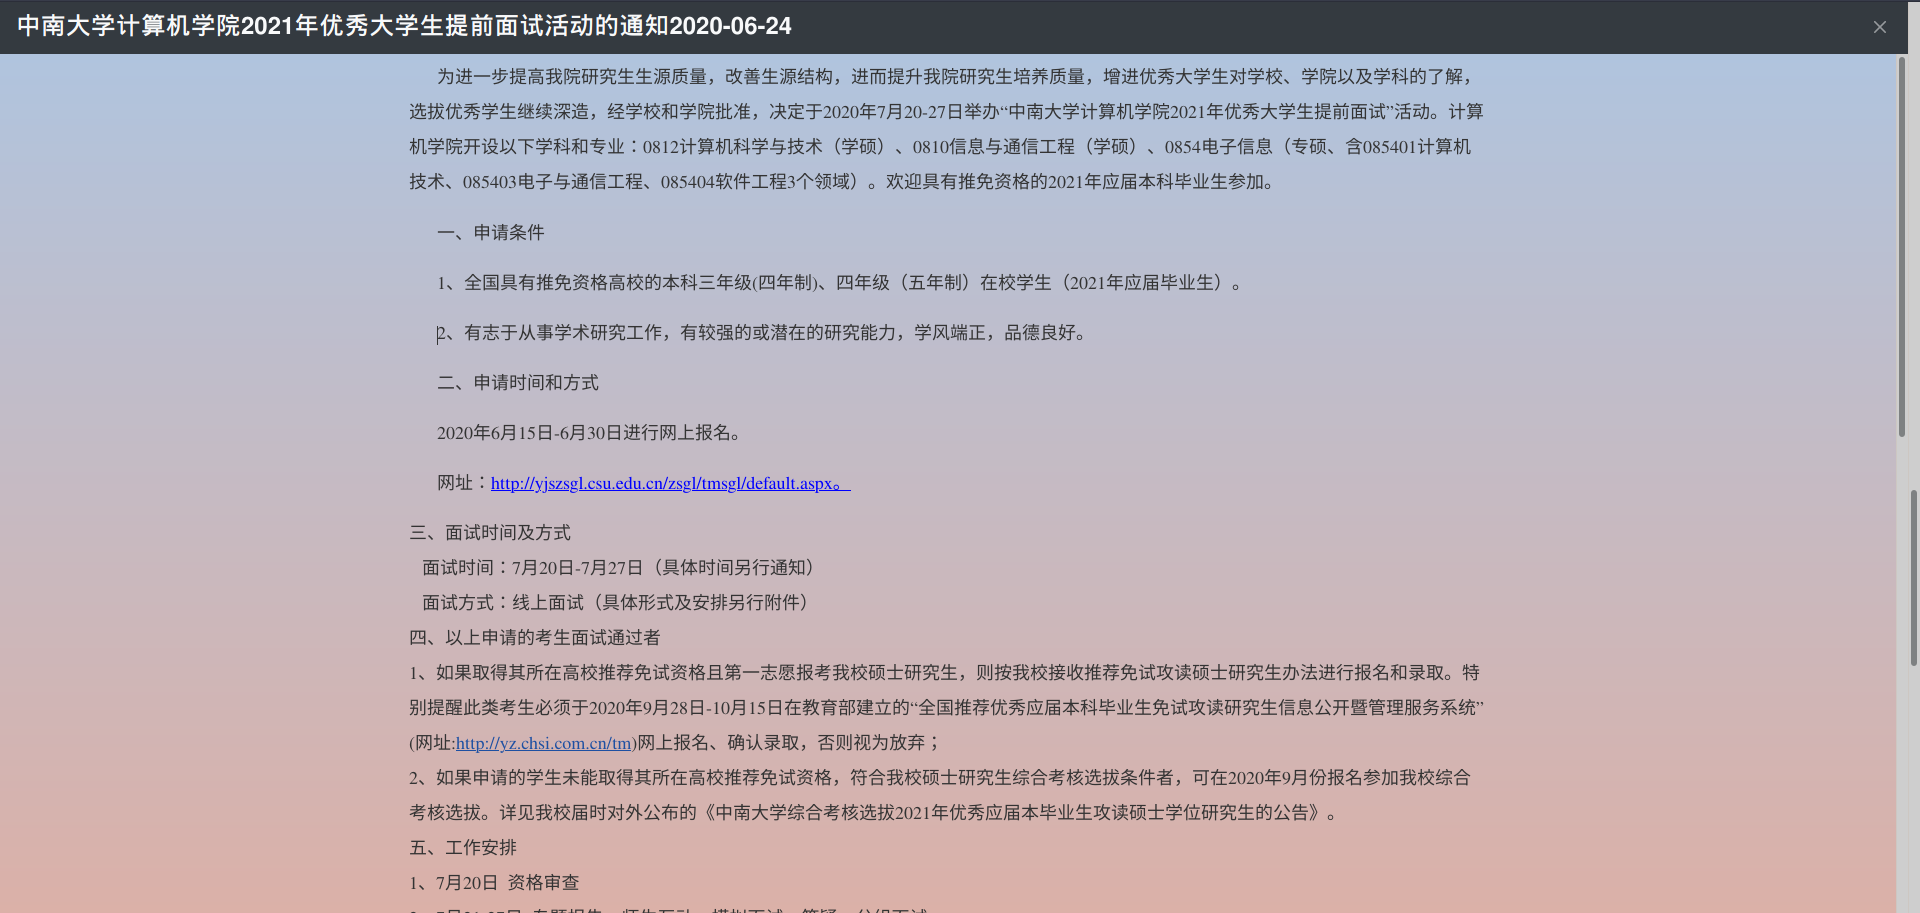 中南大学计算机学院2021年优秀大学生提前面试活动的通知2020-06-24
为进一步提高我院研究生生源质量，改善生源结构，进而提升我院研究生培养质量，增进优秀大学生对学校、学院以及学科的了解，
选拔优秀学生继续深造，经学校和学院批准，决定于2020年7月20-27日举办“中南大学计算机学院2021年优秀大学生提前面试”活动。计算
机学院开设以下学科和专业：0812计算机科学与技术（学硕）、0810信息与通信工程（学硕）、0854电子信息（专硕、含085401计算机
技术、085403电子与通信工程、085404软件工程3个领域）。欢迎具有推免资格的2021年应届本科毕业生参加。
一、申请条件
1、全国具有推免资格高校的本科三年级(四年制)、四年级（五年制）在校学生（2021年应届毕业生）。
2、有志于从事学术研究工作，有较强的或潜在的研究能力，学风端正，品德良好。
二、申请时间和方式
2020年6月15日-6月30日进行网上报名。
网址：http://yjszsgl.csu.edu.cn/zsgl/tmsgl/default.aspx。
三、面试时间及方式
面试时间：7月20日-7月27日（具体时间另行通知）
面试方式：线上面试（具体形式及安排另行附件）
四、以上申请的考生面试通过者
1、如果取得其所在高校推荐免试资格且第一志愿报考我校硕士研究生，则按我校接收推荐免试攻读硕士研究生办法进行报名和录取。特
别提醒此类考生必须于2020年9月28日-10月15日在教育部建立的“全国推荐优秀应届本科毕业生免试攻读研究生信息公开暨管理服务系统”
(网址:http://yz.chsi.com.cn/tm)网上报名、确认录取，否则视为放弃；
2、如果申请的学生未能取得其所在高校推荐免试资格，符合我校硕士研究生综合考核选拔条件者，可在2020年9月份报名参加我校综合
考核选拔。详见我校届时对外公布的《中南大学综合考核选拔2021年优秀应届本毕业生攻读硕士学位研究生的公告》。
五、工作安排
1、7月20日 资格审查